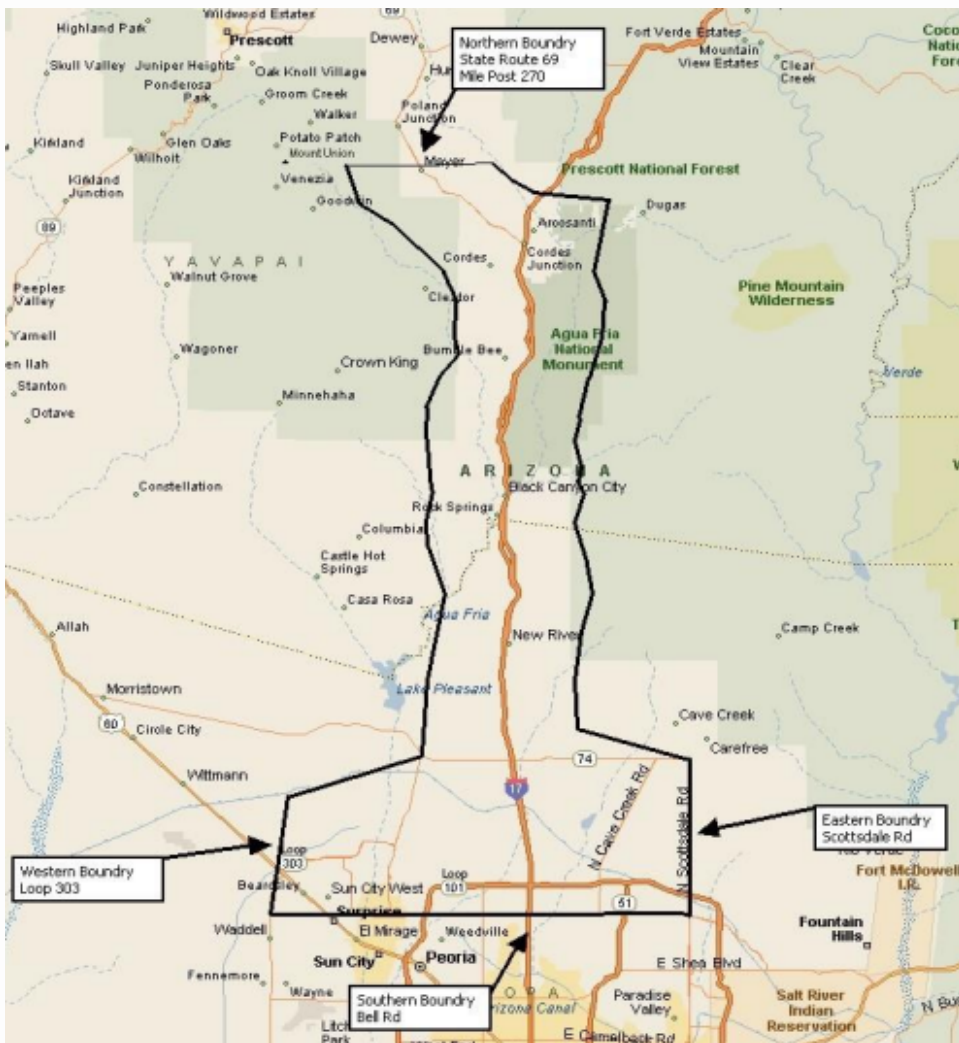 Highland Park
Wildwood Estates
69
Prescott
Dewey
Northern Boundry
State Route 69
Mile Post 270
Fort Verde Estates
Mountain
View Estates
Clear
Creek
Skull Valley
Juniper Heights
Oak Knoll Village
Ponderosa
Park
Groom Creek
Walker
Poland
Junction
Kirkland
Glen Oaks
Wilhoit
Potato Patch
Mount Union
Mayer
Prescott National Forest
Kirkland
Junction
Venezia
Goodwin
Dugas
89
Arcosanti
YAVAPAI
Cordes
Cordes
Junction
Walnut Grove
Peeples
Valley
Cleator
Pine Mountain
Wilderness
Yarnell
Wagoner
Bumble Bee
Agua Fria
National
Monument
Crown King
Verde
Stanton
Octave
Minnehaha
ARIZONA
Constellation
Black Canyon City
Rock Springs
Columbia
Castle Hot
Springs
Casa Rosa
Agua Fria
Allah
New River
Camp Creek
Lake Pleasant
Morristown
60
Circle City
Cave Creek
Carefree
74
Wittmann
17
N Cave Creek Rd
N Scottsdale Rd
Eastern Boundry
Scottsdale Rd
Western Boundry
Loop 303
Loop
303
Beardsley
Sun City West
Loop
101
51
Fort McDowell
I.R.
Surprise
Waddell
El Mirage
Weedville
Fountain
Hills
Sun City
Peoria
E Shea Blvd
Fennemore
Wayne
Southern Boundry
Bell Rd
Arizona Canal
Paradise
Valley
Salt River
Indian
Reservation
E Camelback Rd